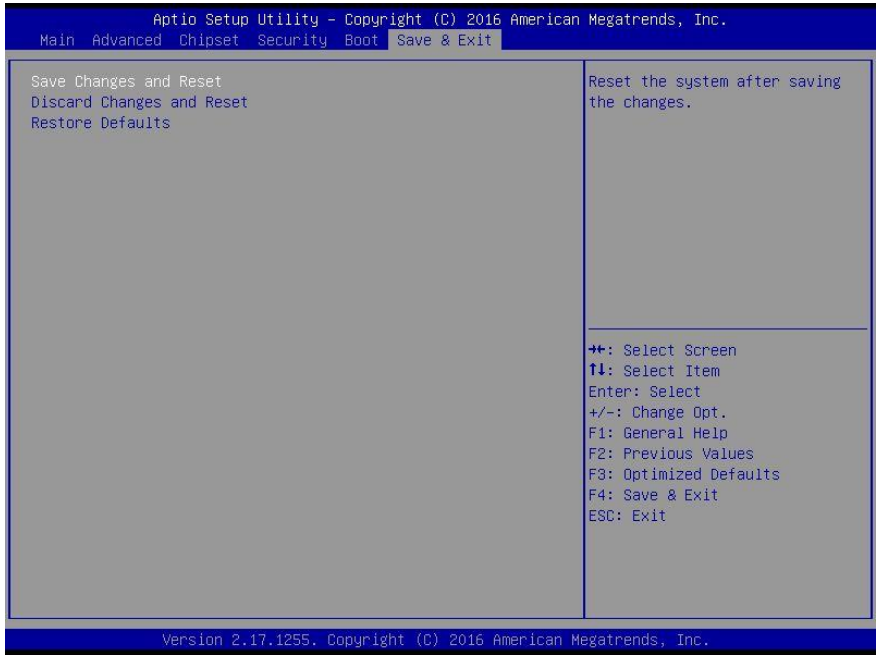 Aptio Setup Utility – Copyright (C) 2016 American Megatrends, Inc.
Main Advanced Chipset Security Boot Save & Exit
Save Changes and Reset
Discard Changes and Reset
Restore Defaults
Reset the system after saving
the changes.
→←: Select Screen
↑↓: Select Item
Enter: Select
+/-: Change Opt.
F1: General Help
F2: Previous Values
F3: Optimized Defaults
F4: Save & Exit
ESC: Exit
Version 2.17.1255. Copyright (C) 2016 American Megatrends, Inc.